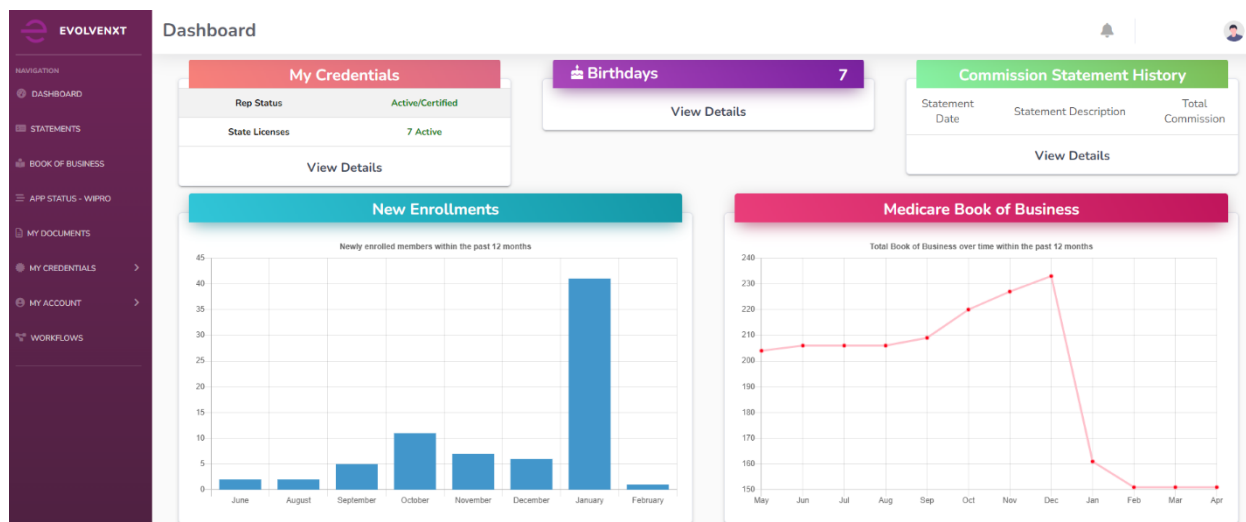 EVOLVENXT
Dashboard
NAVIGATION
DASHBOARD
STATEMENTS
BOOK OF BUSINESS
APP STATUS - WIPRO
MY DOCUMENTS
MY CREDENTIALS
MY ACCOUNT
WORKFLOWS
My Credentials
Rep Status Active/Certified
State Licenses 7 Active
View Details
Birthdays 7
View Details
Commission Statement History
Statement Date Statement Description Total Commission
View Details
New Enrollments
Newly enrolled members within the past 12 months
45
40
35
30
25
20
15
10
5
0
June August September October November December January February
Medicare Book of Business
Total Book of Business over time within the past 12 months
240
230
220
210
200
190
180
170
160
150
May Jun Jul Aug Sep Oct Nov Dec Jan Feb Mar Apr